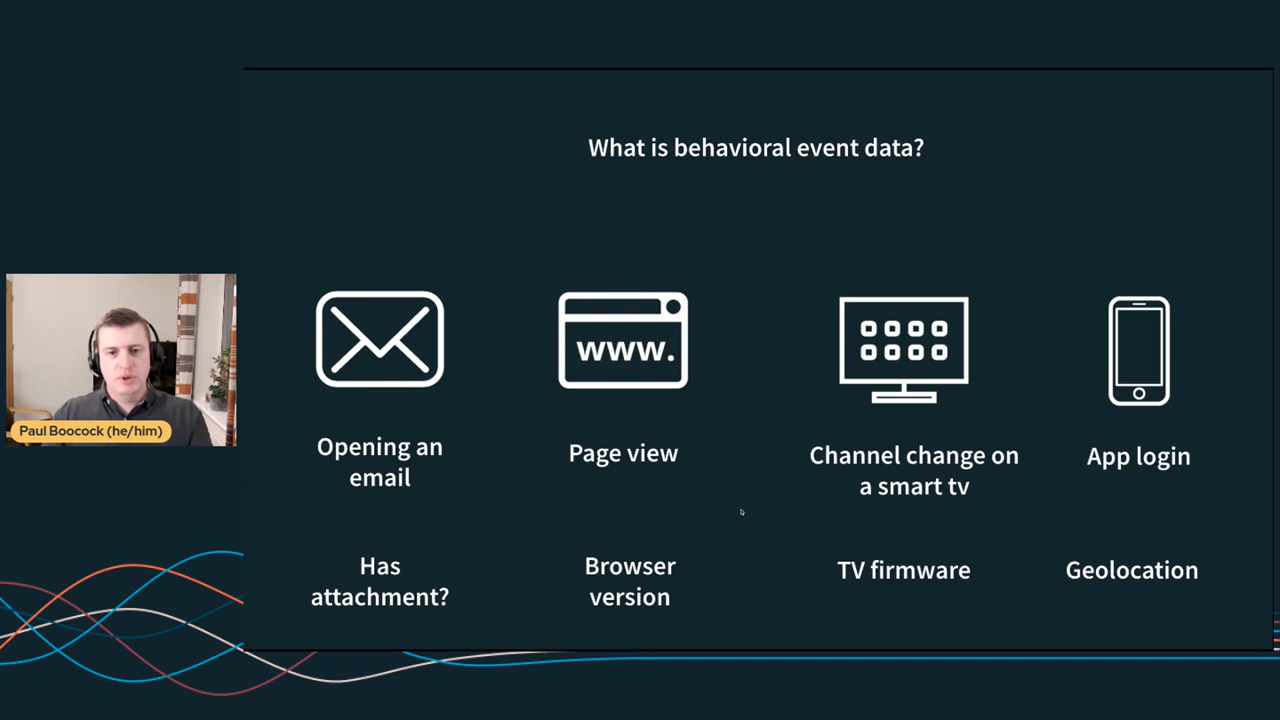 What is behavioral event data?
www.
Opening an
email
Page view
Channel change on
a smart tv
App login
Has
attachment?
Browser
version
TV firmware
Geolocation
Paul Boocock (he/him)